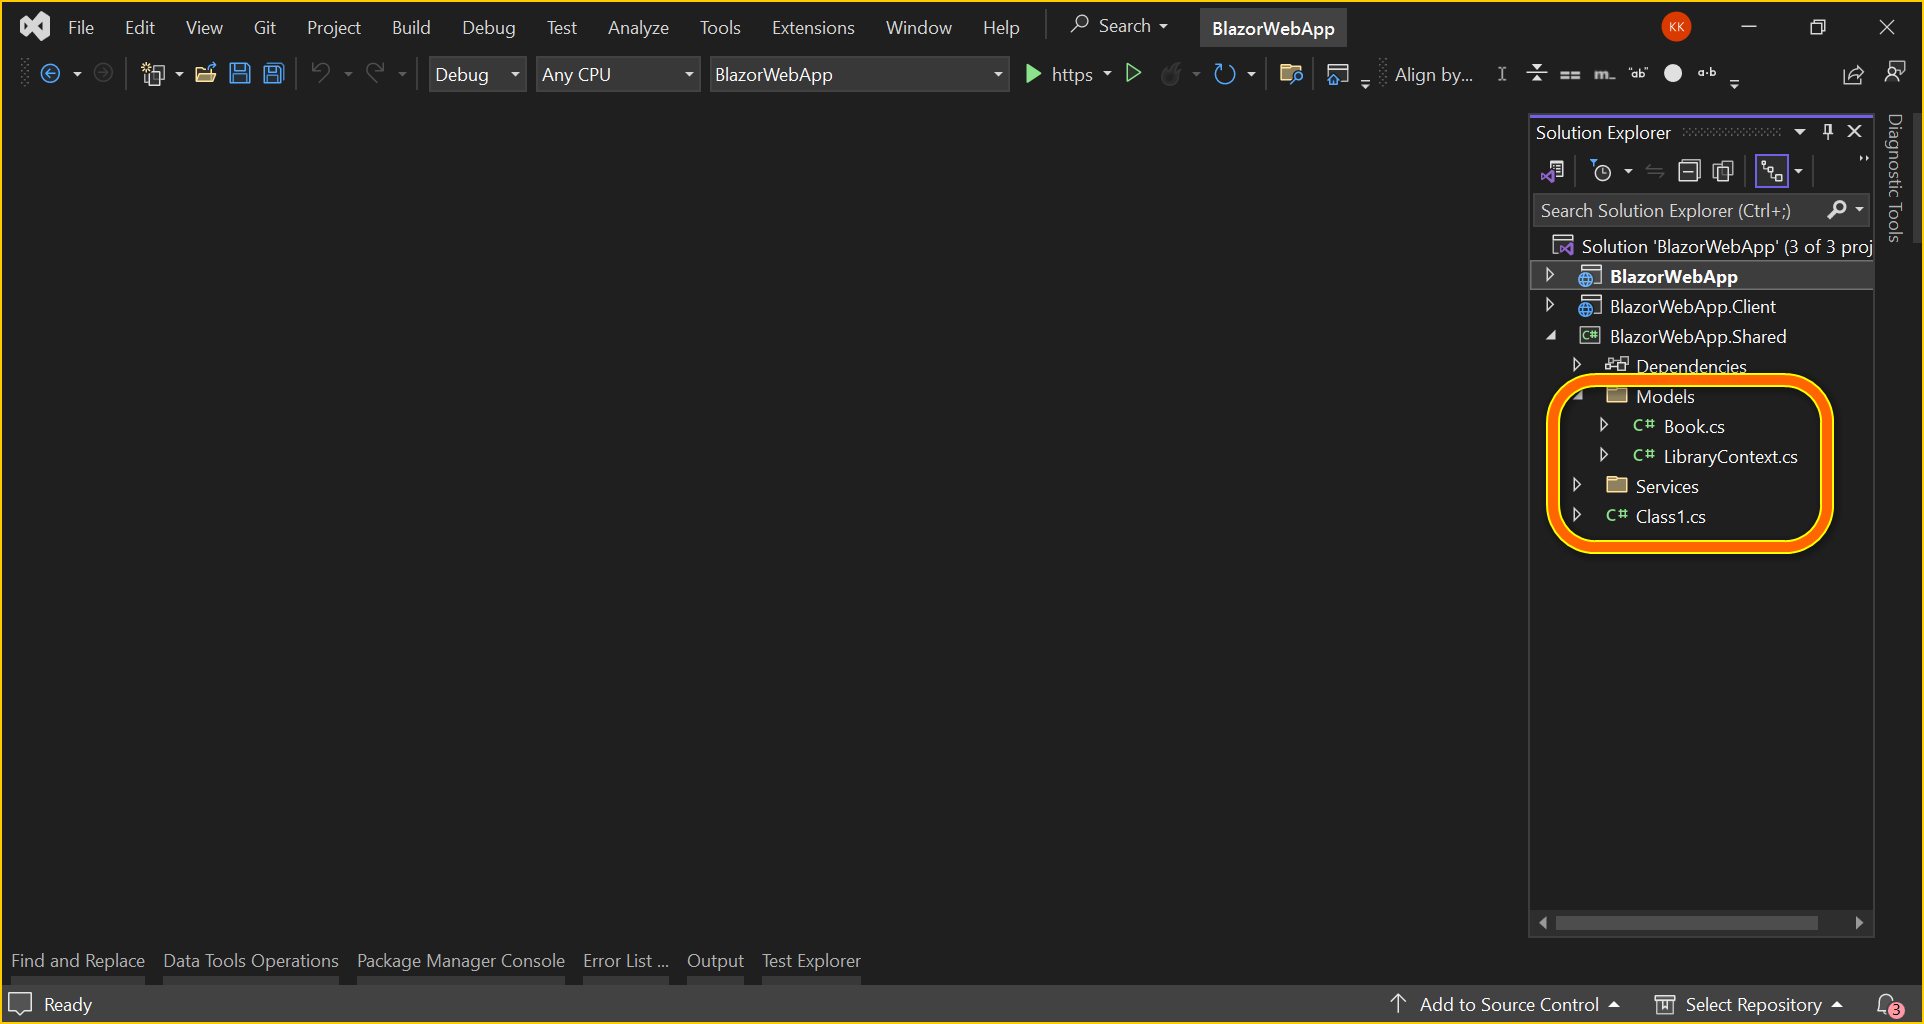 File Edit View Git Project Build Debug Test Analyze Tools Extensions Window Help Search BlazorWebApp KK
Debug Any CPU BlazorWebApp https Align by...
Solution Explorer
Search Solution Explorer (Ctrl+;)
Solution 'BlazorWebApp' (3 of 3 proj
BlazorWebApp
BlazorWebApp.Client
C# BlazorWebApp.Shared
Dependencies
Models
C# Book.cs
C# LibraryContext.cs
Services
C# Class1.cs
Diagnostic Tools
Find and Replace Data Tools Operations Package Manager Console Error List ... Output Test Explorer
Ready Add to Source Control Select Repository 3